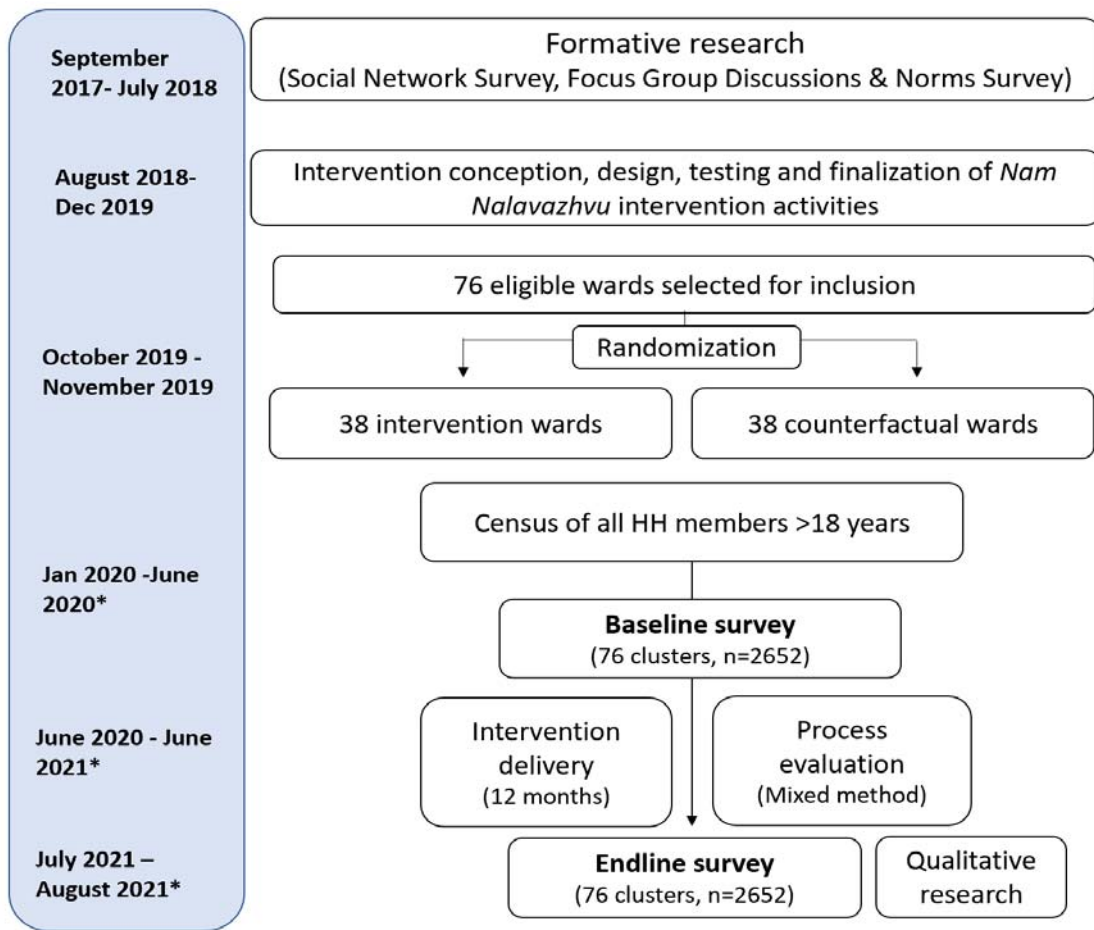 September
2017- July 2018
Formative research
(Social Network Survey, Focus Group Discussions & Norms Survey)
August 2018-
Dec 2019
Intervention conception, design, testing and finalization of Nam
Nalavazhvu intervention activities
76 eligible wards selected for inclusion
Randomization
October 2019 -
November 2019
38 intervention wards
38 counterfactual wards
Census of all HH members >18 years
Jan 2020 -June
2020*
Baseline survey
(76 clusters, n=2652)
June 2020 - June
2021*
Intervention
delivery
(12 months)
Process
evaluation
(Mixed method)
July 2021 –
August 2021*
Endline survey
(76 clusters, n=2652)
Qualitative
research